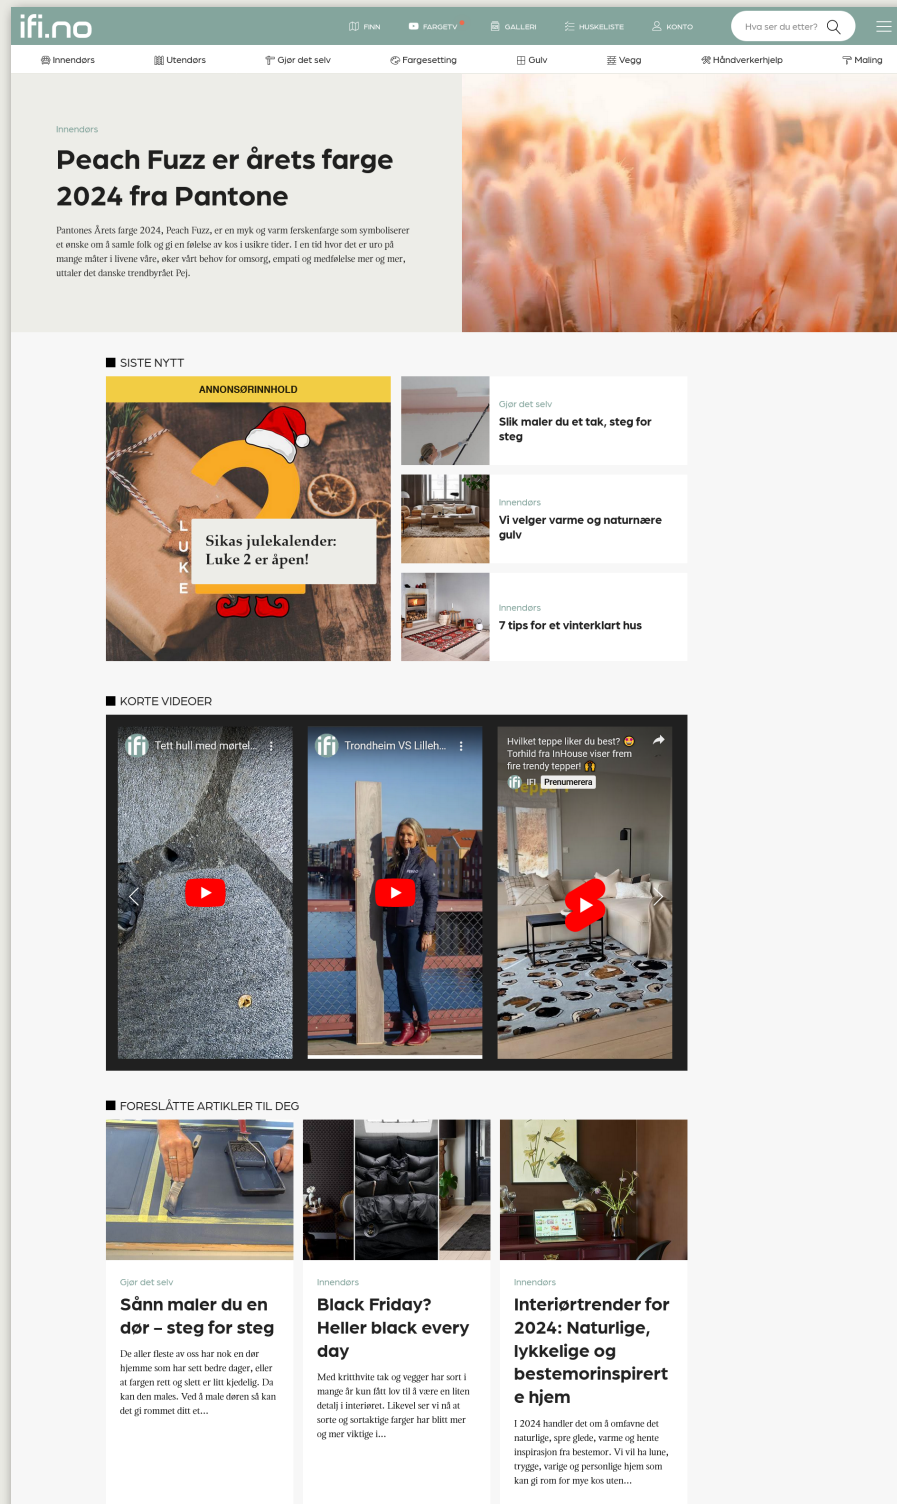 ifi.no
FINN
FARGETV
GALLERI
HUSKELISTE
KONTO
Hva ser du etter?
Innendørs
Utendørs
Gjør det selv
Fargesetting
Gulv
Vegg
Håndverkerhjelp
Maling
Innendørs
Peach Fuzz er årets farge
2024 fra Pantone
Pantones Årets farge 2024, Peach Fuzz, er en myk og varm ferskenfarge som symboliserer
et ønske om å samle folk og gi en følelse av kos i usikre tider. I en tid hvor det er uro på
mange måter i livene våre, øker vårt behov for omsorg, empati og medfølelse mer og mer,
uttaler det danske trendbyrået Pej.
SISTE NYTT
ANNONSØRINNHOLD
2
LUKE
Sikas julekalender:
Luke 2 er åpen!
Gjør det selv
Slik maler du et tak, steg for
steg
Innendørs
Vi velger varme og naturnære
gulv
Innendørs
7 tips for et vinterklart hus
KORTE VIDEOER
ifi Tett hull med mørtel...
ifi Trondheim VS Lilleh...
Hvilket teppe liker du best? 😍
Torhild fra InHouse viser frem
fire trendy tepper! 🙌
ifi IFI Prenumerera
FORESLÅTTE ARTIKLER TIL DEG
Gjør det selv
Sånn maler du en
dør – steg for steg
De aller fleste av oss har nok en dør
hjemme som har sett bedre dager, eller
at fargen rett og slett er litt kjedelig. Da
kan den males. Ved å male døren så kan
det gi rommet ditt et...
Innendørs
Black Friday?
Heller black every
day
Med kritthvite tak og vegger har sort i
mange år kun fått lov til å være en liten
detalj i interiøret. Likevel ser vi nå at
sorte og sortaktige farger har blitt mer
og mer viktige i...
Innendørs
Interiørtrender for
2024: Naturlige,
lykkelige og
bestemorinspirert
e hjem
I 2024 handler det om å omfavne det
naturlige, spre glede, varme og hente
inspirasjon fra bestemor. Vi vil ha lune,
trygge, varige og personlige hjem som
kan gi rom for mye kos uten...